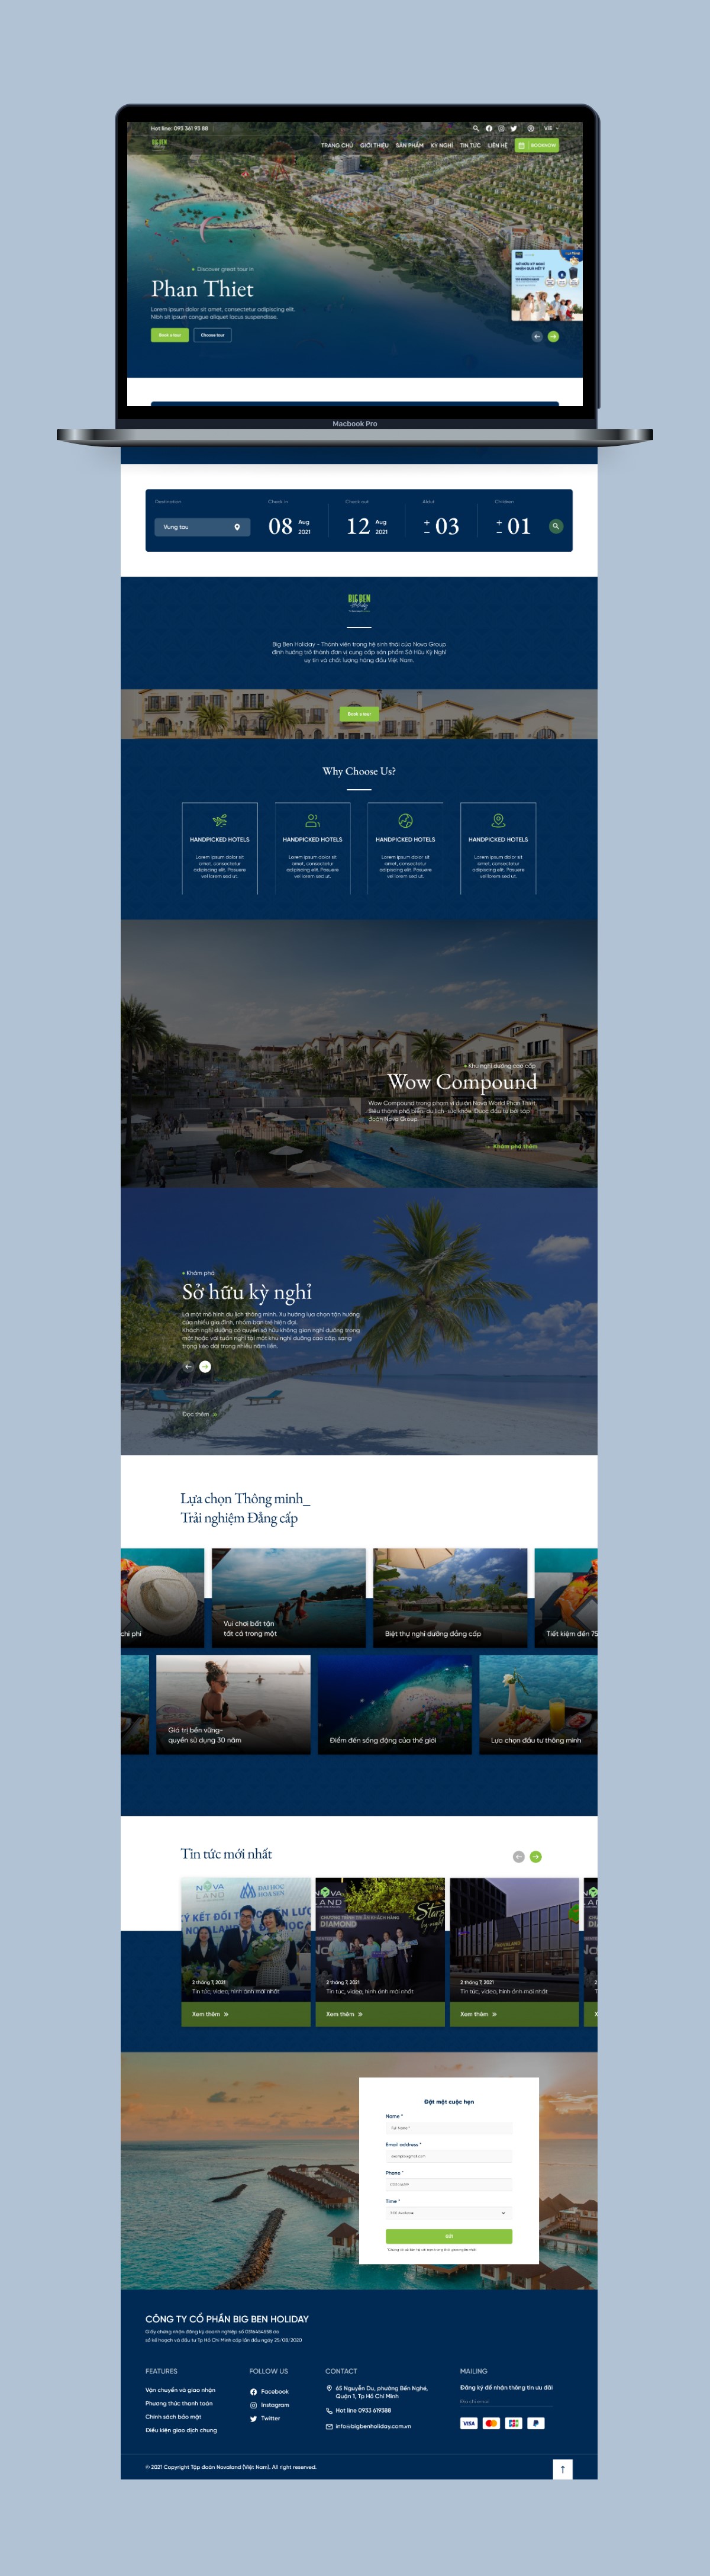 Hot line: 093 361 93 88
VIE
BIG BEN
Holiday
TRANG CHỦ
GIỚI THIỆU
SẢN PHẨM
KỲ NGHỈ
TIN TỨC
LIÊN HỆ
BOOKNOW
Discover great tour in
Phan Thiet
Lorem ipsum dolor sit amet, consectetur adipiscing elit.
Nibh sit ipsum congue aliquet lacus suspendisse.
Book a tour
Choose tour
Macbook Pro
Destination
Check in
Check out
Aldut
Children
Vung tau
08
Aug
2021
12
Aug
2021
+
−
03
+
−
01
BIG BEN
Holiday
Big Ben Holiday - Thành viên trong hệ sinh thái của Nova Group
định hướng trở thành đơn vị cung cấp sản phẩm Sở Hữu Kỳ Nghỉ
uy tín và chất lượng hàng đầu Việt Nam.
Book a tour
Why Choose Us?
HANDPICKED HOTELS
HANDPICKED HOTELS
HANDPICKED HOTELS
HANDPICKED HOTELS
Lorem ipsum dolor sit
amet, consectetur
adipiscing elit. Posuere
vel lorem sed ut.
Lorem ipsum dolor sit
amet, consectetur
adipiscing elit. Posuere
vel lorem sed ut.
Lorem ipsum dolor sit
amet, consectetur
adipiscing elit. Posuere
vel lorem sed ut.
Lorem ipsum dolor sit
amet, consectetur
adipiscing elit. Posuere
vel lorem sed ut.
Khu nghỉ dưỡng cao cấp
Wow Compound
Wow Compound trong phạm vi dự án Nova World Phan Thiet.
Siêu thành phố biển- du lịch- sức khỏe. Được đầu tư bởi tập
đoàn Nova Group.
Khám phá thêm
Khám phá
Sở hữu kỳ nghỉ
Là một mô hình du lịch thông minh. Xu hướng lựa chọn tận hưởng
của nhiều gia đình, nhóm bạn trẻ hiện đại.
Khách nghỉ dưỡng có quyền sở hữu không gian nghỉ dưỡng trong
một hoặc vài tuần nghỉ tại một khu nghỉ dưỡng cao cấp, sang
trọng kéo dài trong nhiều năm liền.
Đọc thêm
Lựa chọn Thông minh_
Trải nghiệm Đẳng cấp
chi phí
Vui chơi bất tận
tất cả trong một
Biệt thự nghỉ dưỡng đẳng cấp
Tiết kiệm đến 75
Giá trị bền vững-
quyền sử dụng 30 năm
Điểm đến sống động của thế giới
Lựa chọn đầu tư thông minh
Tin tức mới nhất
NOVA
LAND
ĐẠI HỌC
HOA SEN
DIAMOND
Stars
by night
2 tháng 7, 2021
Tin tức, video, hình ảnh mới nhất
Xem thêm
2 tháng 7, 2021
Tin tức, video, hình ảnh mới nhất
Xem thêm
2 tháng 7, 2021
Tin tức, video, hình ảnh mới nhất
Xem thêm
Đặt một cuộc hẹn
Name *
Email address *
Phone *
Time *
GỬI
CÔNG TY CỔ PHẦN BIG BEN HOLIDAY
Giấy chứng nhận đăng ký doanh nghiệp số 0316454858 do
sở kế hoạch và đầu tư Tp Hồ Chí Minh cấp lần đầu ngày 25/08/2020
FEATURES
Vận chuyển và giao nhận
Phương thức thanh toán
Chính sách bảo mật
Điều kiện giao dịch chung
FOLLOW US
Facebook
Instagram
Twitter
CONTACT
65 Nguyễn Du, phường Bến Nghé,
Quận 1, Tp Hồ Chí Minh
Hot line 0933 619388
info@bigbenholiday.com.vn
MAILING
Đăng ký để nhận thông tin ưu đãi
Địa chỉ email
VISA
JCB
© 2021 Copyright Tập đoàn Novaland (Việt Nam). All right reserved.